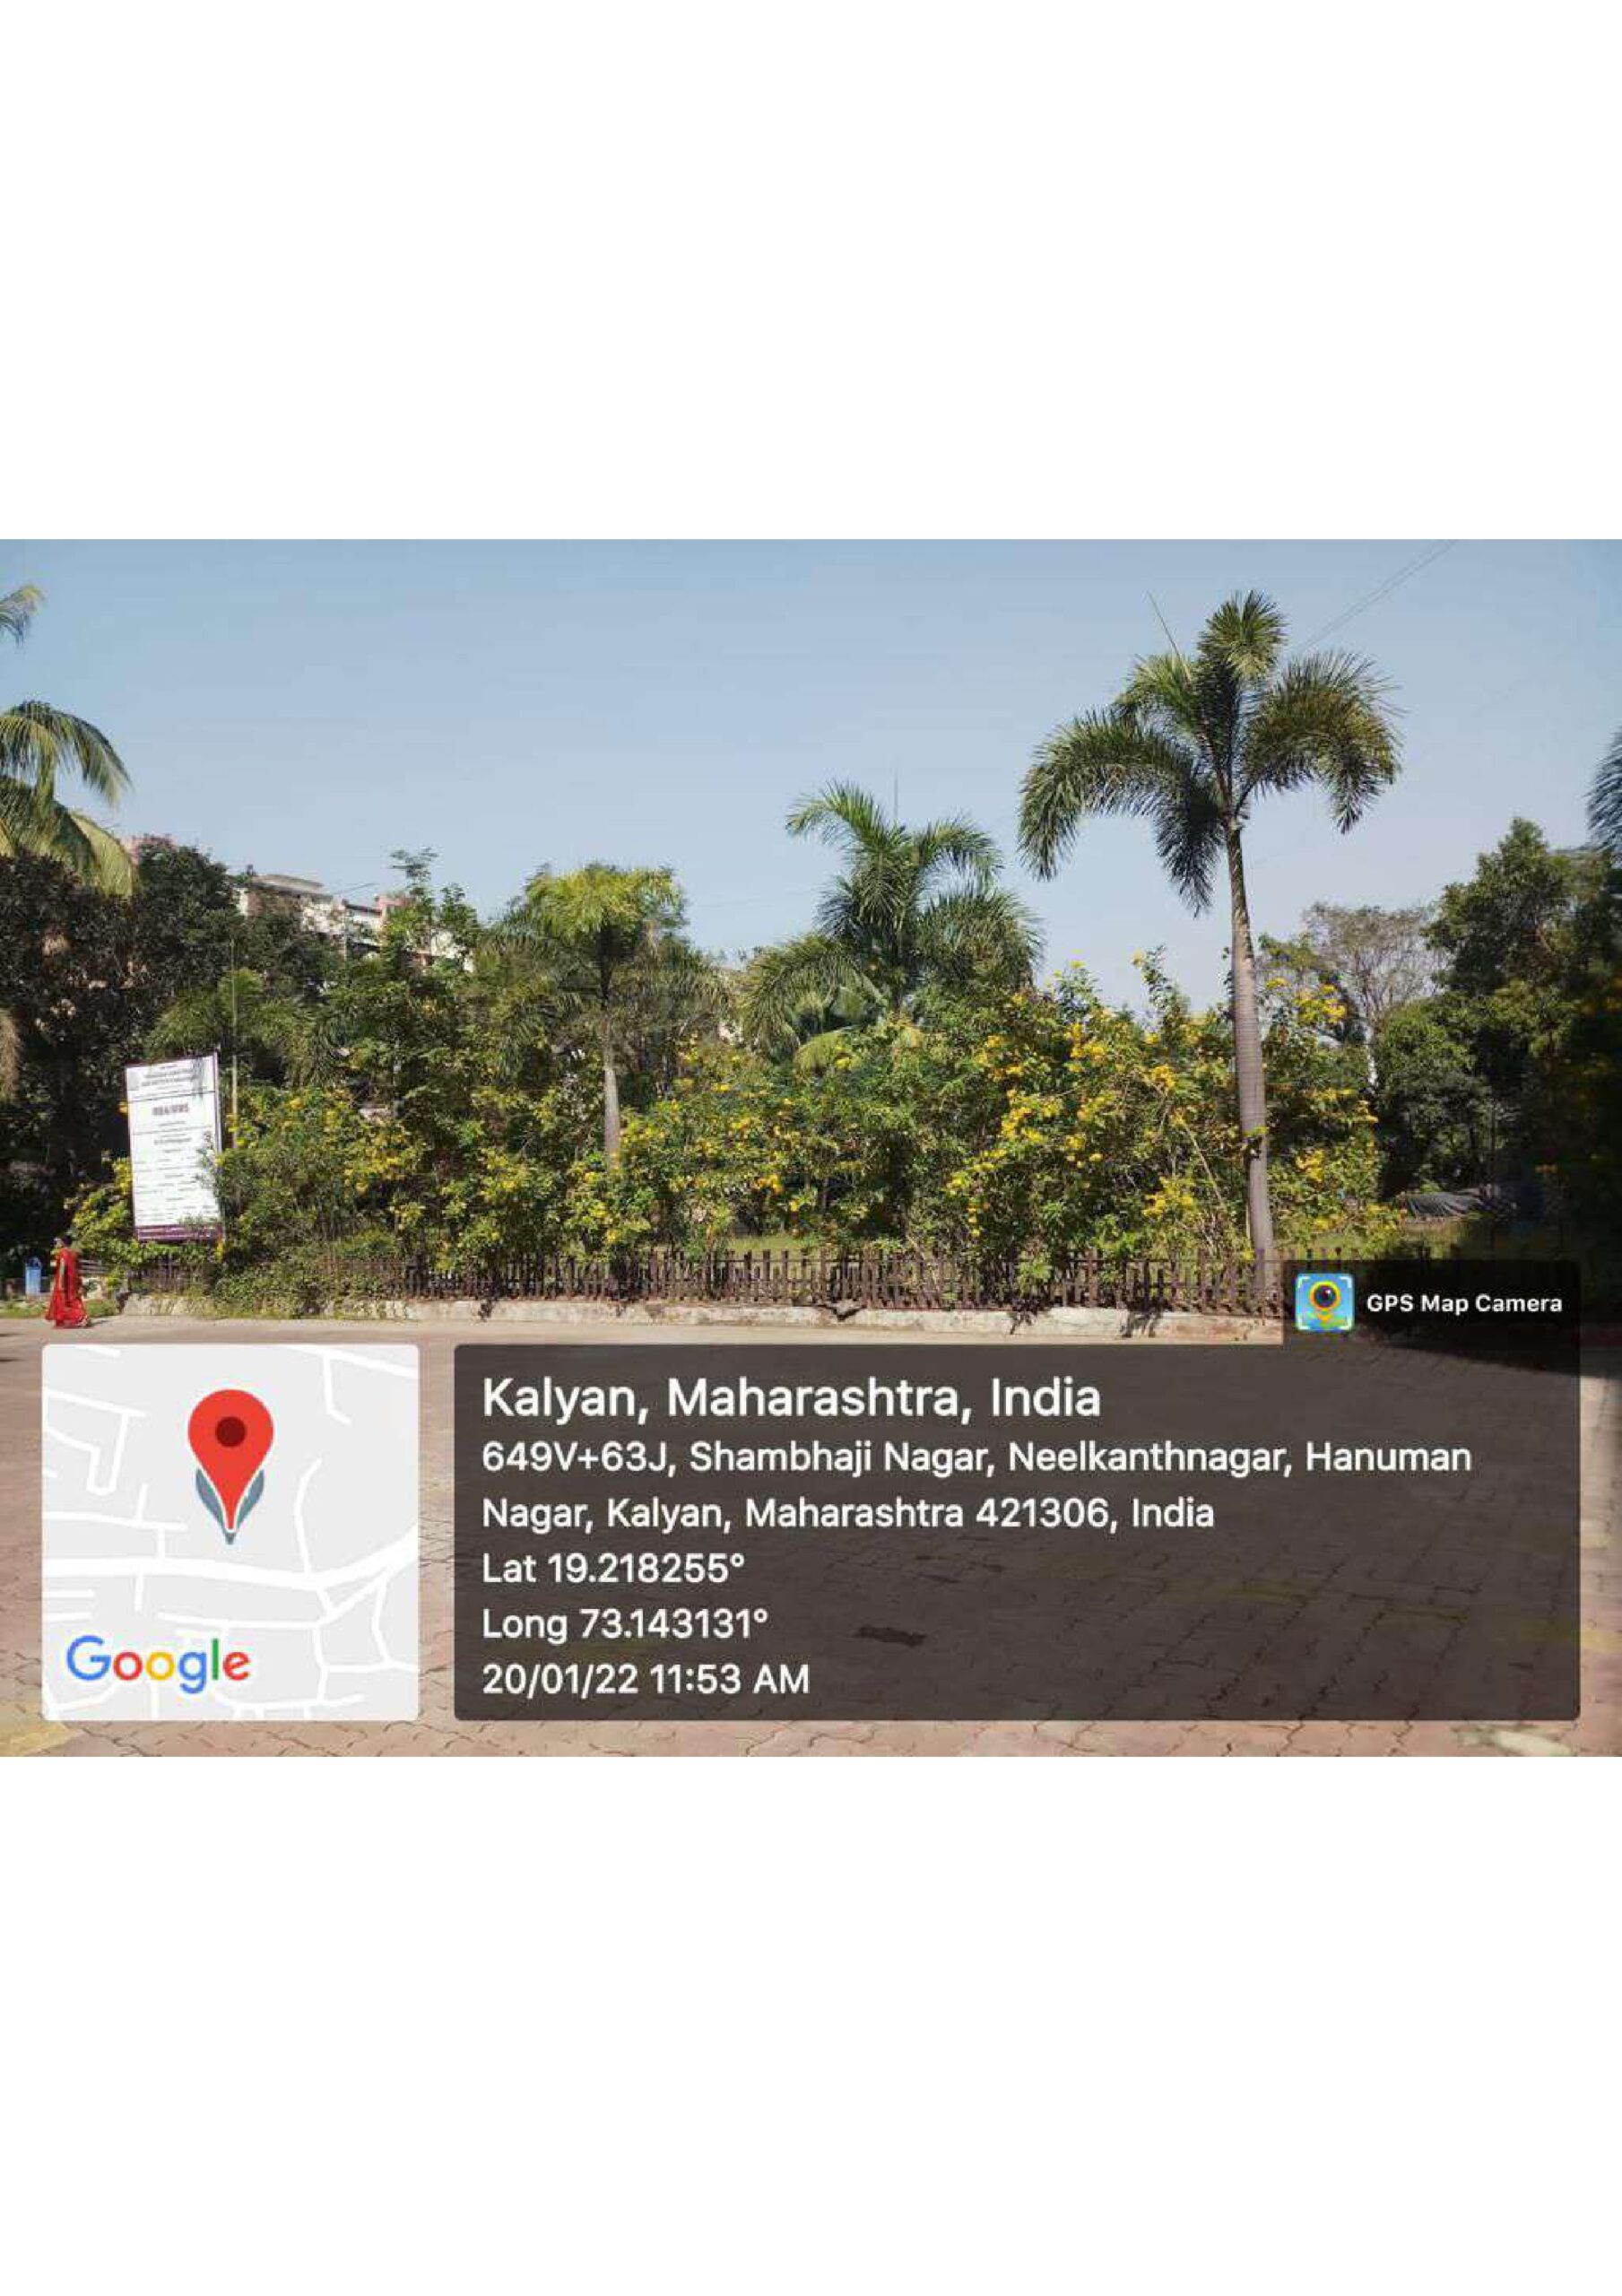 GPS Map Camera
Kalyan, Maharashtra, India
649V+63J, Shambhaji Nagar, Neelkanthnagar, Hanuman
Nagar, Kalyan, Maharashtra 421306, India
Lat 19.218255°
Long 73.143131°
20/01/22 11:53 AM
Google